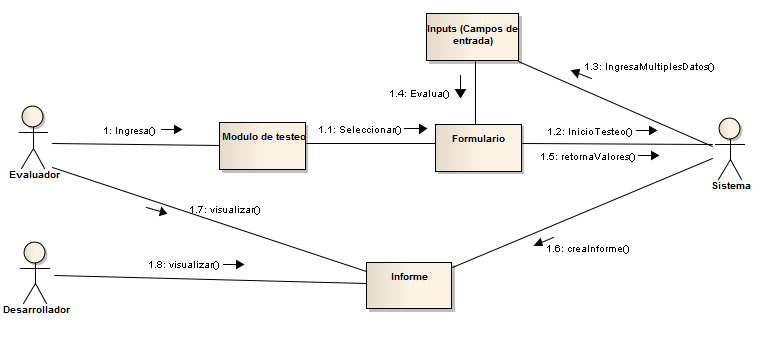 Inputs (Campos de
entrada)
1.3: IngresaMultiplesDatos()
1.4: Evalua()
1: Ingresa()
Modulo de testeo
1.1: Seleccionar()
Formulario
1.2: InicioTesteo()
1.5: retornaValores()
Evaluador
Sistema
1.7: visualizar()
1.6: creaInforme()
1.8: visualizar()
Informe
Desarrollador